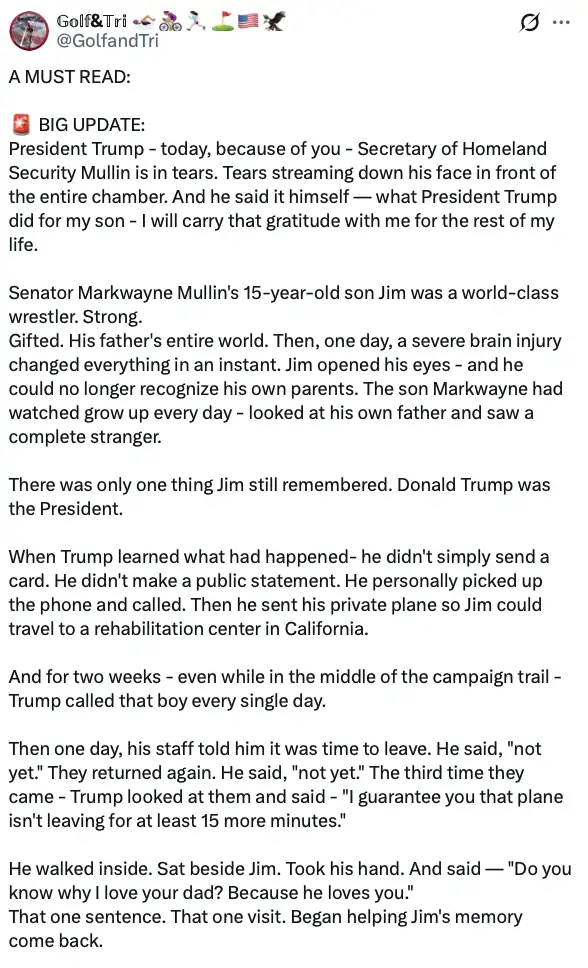 Golf&Tri 🏊🚴‍♀️🏃⛳🇺🇸🦅
@GolfandTri
A MUST READ:
🚨 BIG UPDATE:
President Trump - today, because of you - Secretary of Homeland
Security Mullin is in tears. Tears streaming down his face in front of
the entire chamber. And he said it himself — what President Trump
did for my son - I will carry that gratitude with me for the rest of my
life.
Senator Markwayne Mullin's 15-year-old son Jim was a world-class
wrestler. Strong.
Gifted. His father's entire world. Then, one day, a severe brain injury
changed everything in an instant. Jim opened his eyes - and he
could no longer recognize his own parents. The son Markwayne had
watched grow up every day - looked at his own father and saw a
complete stranger.
There was only one thing Jim still remembered. Donald Trump was
the President.
When Trump learned what had happened- he didn't simply send a
card. He didn't make a public statement. He personally picked up
the phone and called. Then he sent his private plane so Jim could
travel to a rehabilitation center in California.
And for two weeks - even while in the middle of the campaign trail -
Trump called that boy every single day.
Then one day, his staff told him it was time to leave. He said, "not
yet." They returned again. He said, "not yet." The third time they
came - Trump looked at them and said - "I guarantee you that plane
isn't leaving for at least 15 more minutes."
He walked inside. Sat beside Jim. Took his hand. And said — "Do you
know why I love your dad? Because he loves you."
That one sentence. That one visit. Began helping Jim's memory
come back.